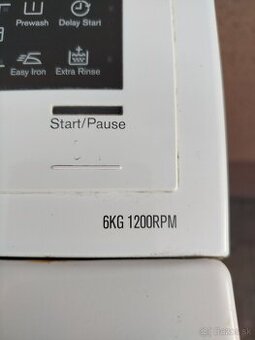 Prewash Delay Start
Easy Iron Extra Rinse
Start/Pause
6KG 1200RPM